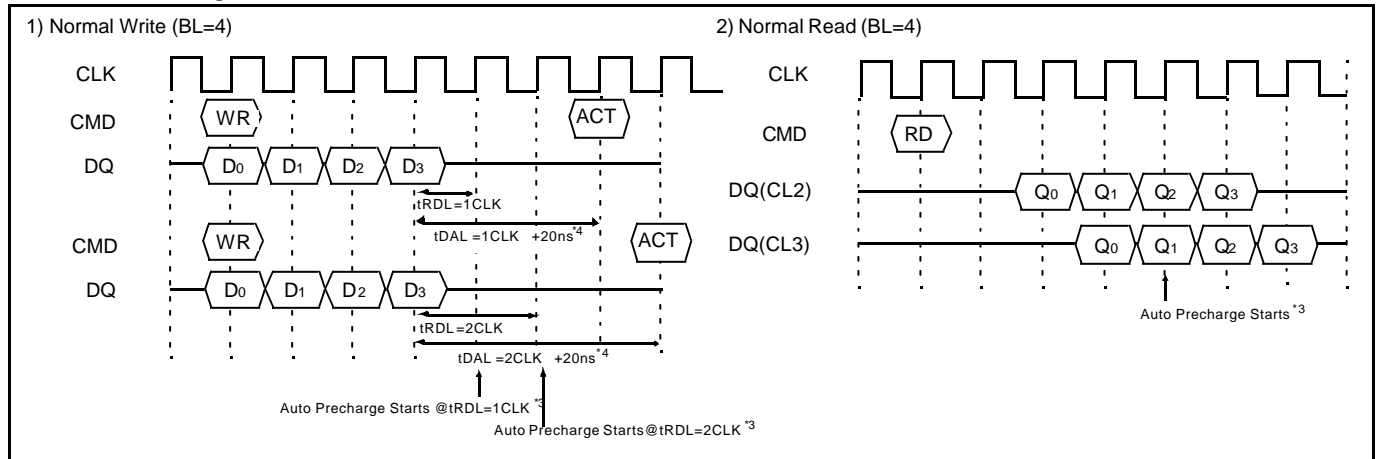 1) Normal Write (BL=4)
CLK
CMD
WR
ACT
DQ
D0 D1 D2 D3
tRDL=1CLK
tDAL =1CLK +20ns*4
CMD
WR
ACT
DQ
D0 D1 D2 D3
tRDL=2CLK
tDAL =2CLK +20ns*4
Auto Precharge Starts @tRDL=1CLK *3
Auto Precharge Starts@tRDL=2CLK *3
2) Normal Read (BL=4)
CLK
CMD
RD
DQ(CL2)
Q0 Q1 Q2 Q3
DQ(CL3)
Q0 Q1 Q2 Q3
Auto Precharge Starts*3